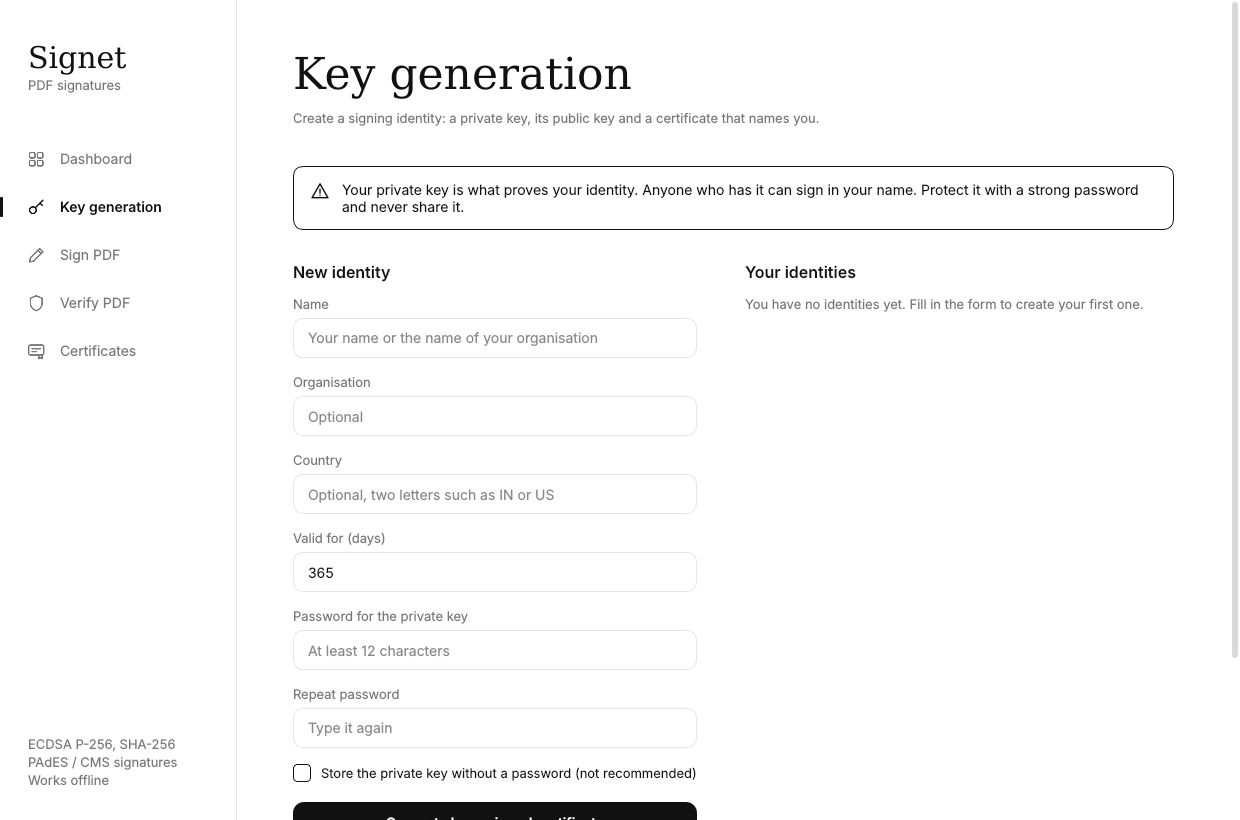 Signet
PDF signatures
Dashboard
Key generation
Sign PDF
Verify PDF
Certificates
ECDSA P-256, SHA-256
PAdES / CMS signatures
Works offline
Key generation
Create a signing identity: a private key, its public key and a certificate that names you.
Your private key is what proves your identity. Anyone who has it can sign in your name. Protect it with a strong password
and never share it.
New identity
Name
Your name or the name of your organisation
Organisation
Optional
Country
Optional, two letters such as IN or US
Valid for (days)
365
Password for the private key
At least 12 characters
Repeat password
Type it again
Store the private key without a password (not recommended)
Your identities
You have no identities yet. Fill in the form to create your first one.